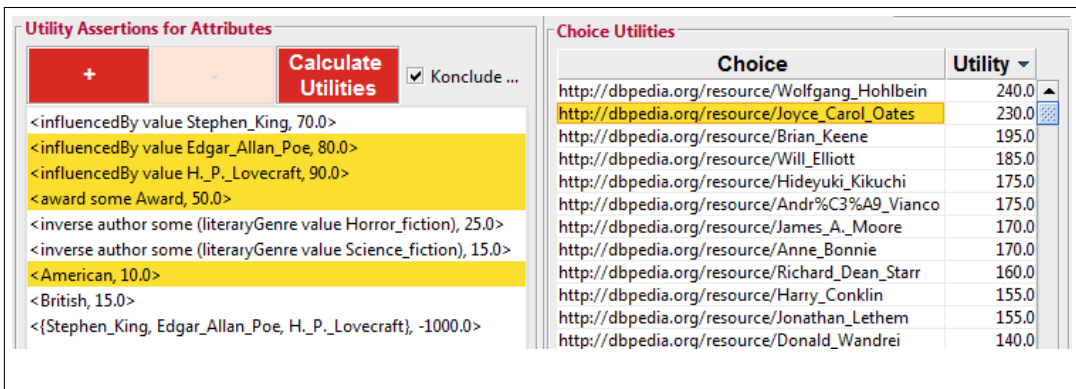 Utility Assertions for Attributes
+
-
Calculate
Utilities
Konclude ...
<influencedBy value Stephen_King, 70.0>
<influencedBy value Edgar_Allan_Poe, 80.0>
<influencedBy value H._P._Lovecraft, 90.0>
<award some Award, 50.0>
<inverse author some (literaryGenre value Horror_fiction), 25.0>
<inverse author some (literaryGenre value Science_fiction), 15.0>
<American, 10.0>
<British, 15.0>
<{Stephen_King, Edgar_Allan_Poe, H._P._Lovecraft}, -1000.0>
Choice Utilities
Choice Utility
http://dbpedia.org/resource/Wolfgang_Hohlbein 240.0
http://dbpedia.org/resource/Joyce_Carol_Oates 230.0
http://dbpedia.org/resource/Brian_Keene 195.0
http://dbpedia.org/resource/Will_Elliott 185.0
http://dbpedia.org/resource/Hideyuki_Kikuchi 175.0
http://dbpedia.org/resource/Andr%C3%A9_Vianco 175.0
http://dbpedia.org/resource/James_A._Moore 170.0
http://dbpedia.org/resource/Anne_Bonnie 170.0
http://dbpedia.org/resource/Richard_Dean_Starr 160.0
http://dbpedia.org/resource/Harry_Conklin 155.0
http://dbpedia.org/resource/Jonathan_Lethem 155.0
http://dbpedia.org/resource/Donald_Wandrei 140.0